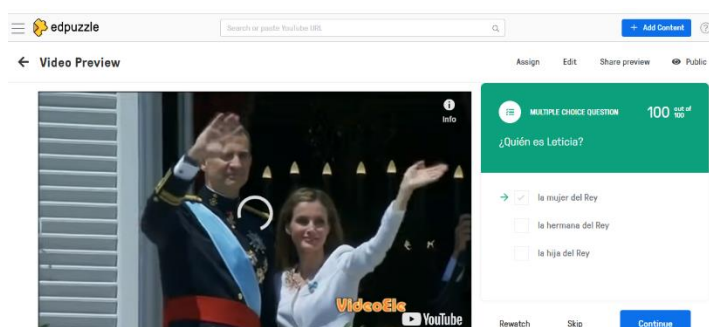 edpuzzle
Search or paste Youtube URL
+ Add Content
← Video Preview
Assign Edit Share preview Public
Info
VideoEle
YouTube
MULTIPLE CHOICE QUESTION
100 out of 100
¿Quién es Leticia?
la mujer del Rey
la hermana del Rey
la hija del Rey
Rewatch Skip Continue